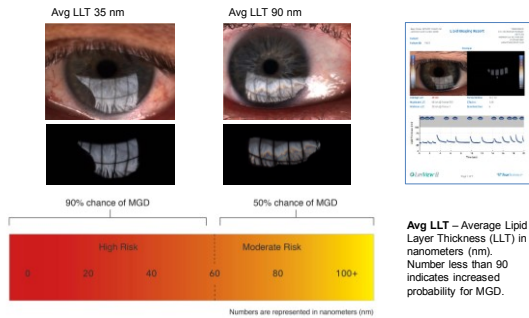 Avg LLT 35 nm
Avg LLT 90 nm
90% chance of MGD
50% chance of MGD
High Risk
Moderate Risk
0 20 40 60 80 100+
Numbers are represented in nanometers (nm)
Avg LLT – Average Lipid
Layer Thickness (LLT) in
nanometers (nm).
Number less than 90
indicates increased
probability for MGD.